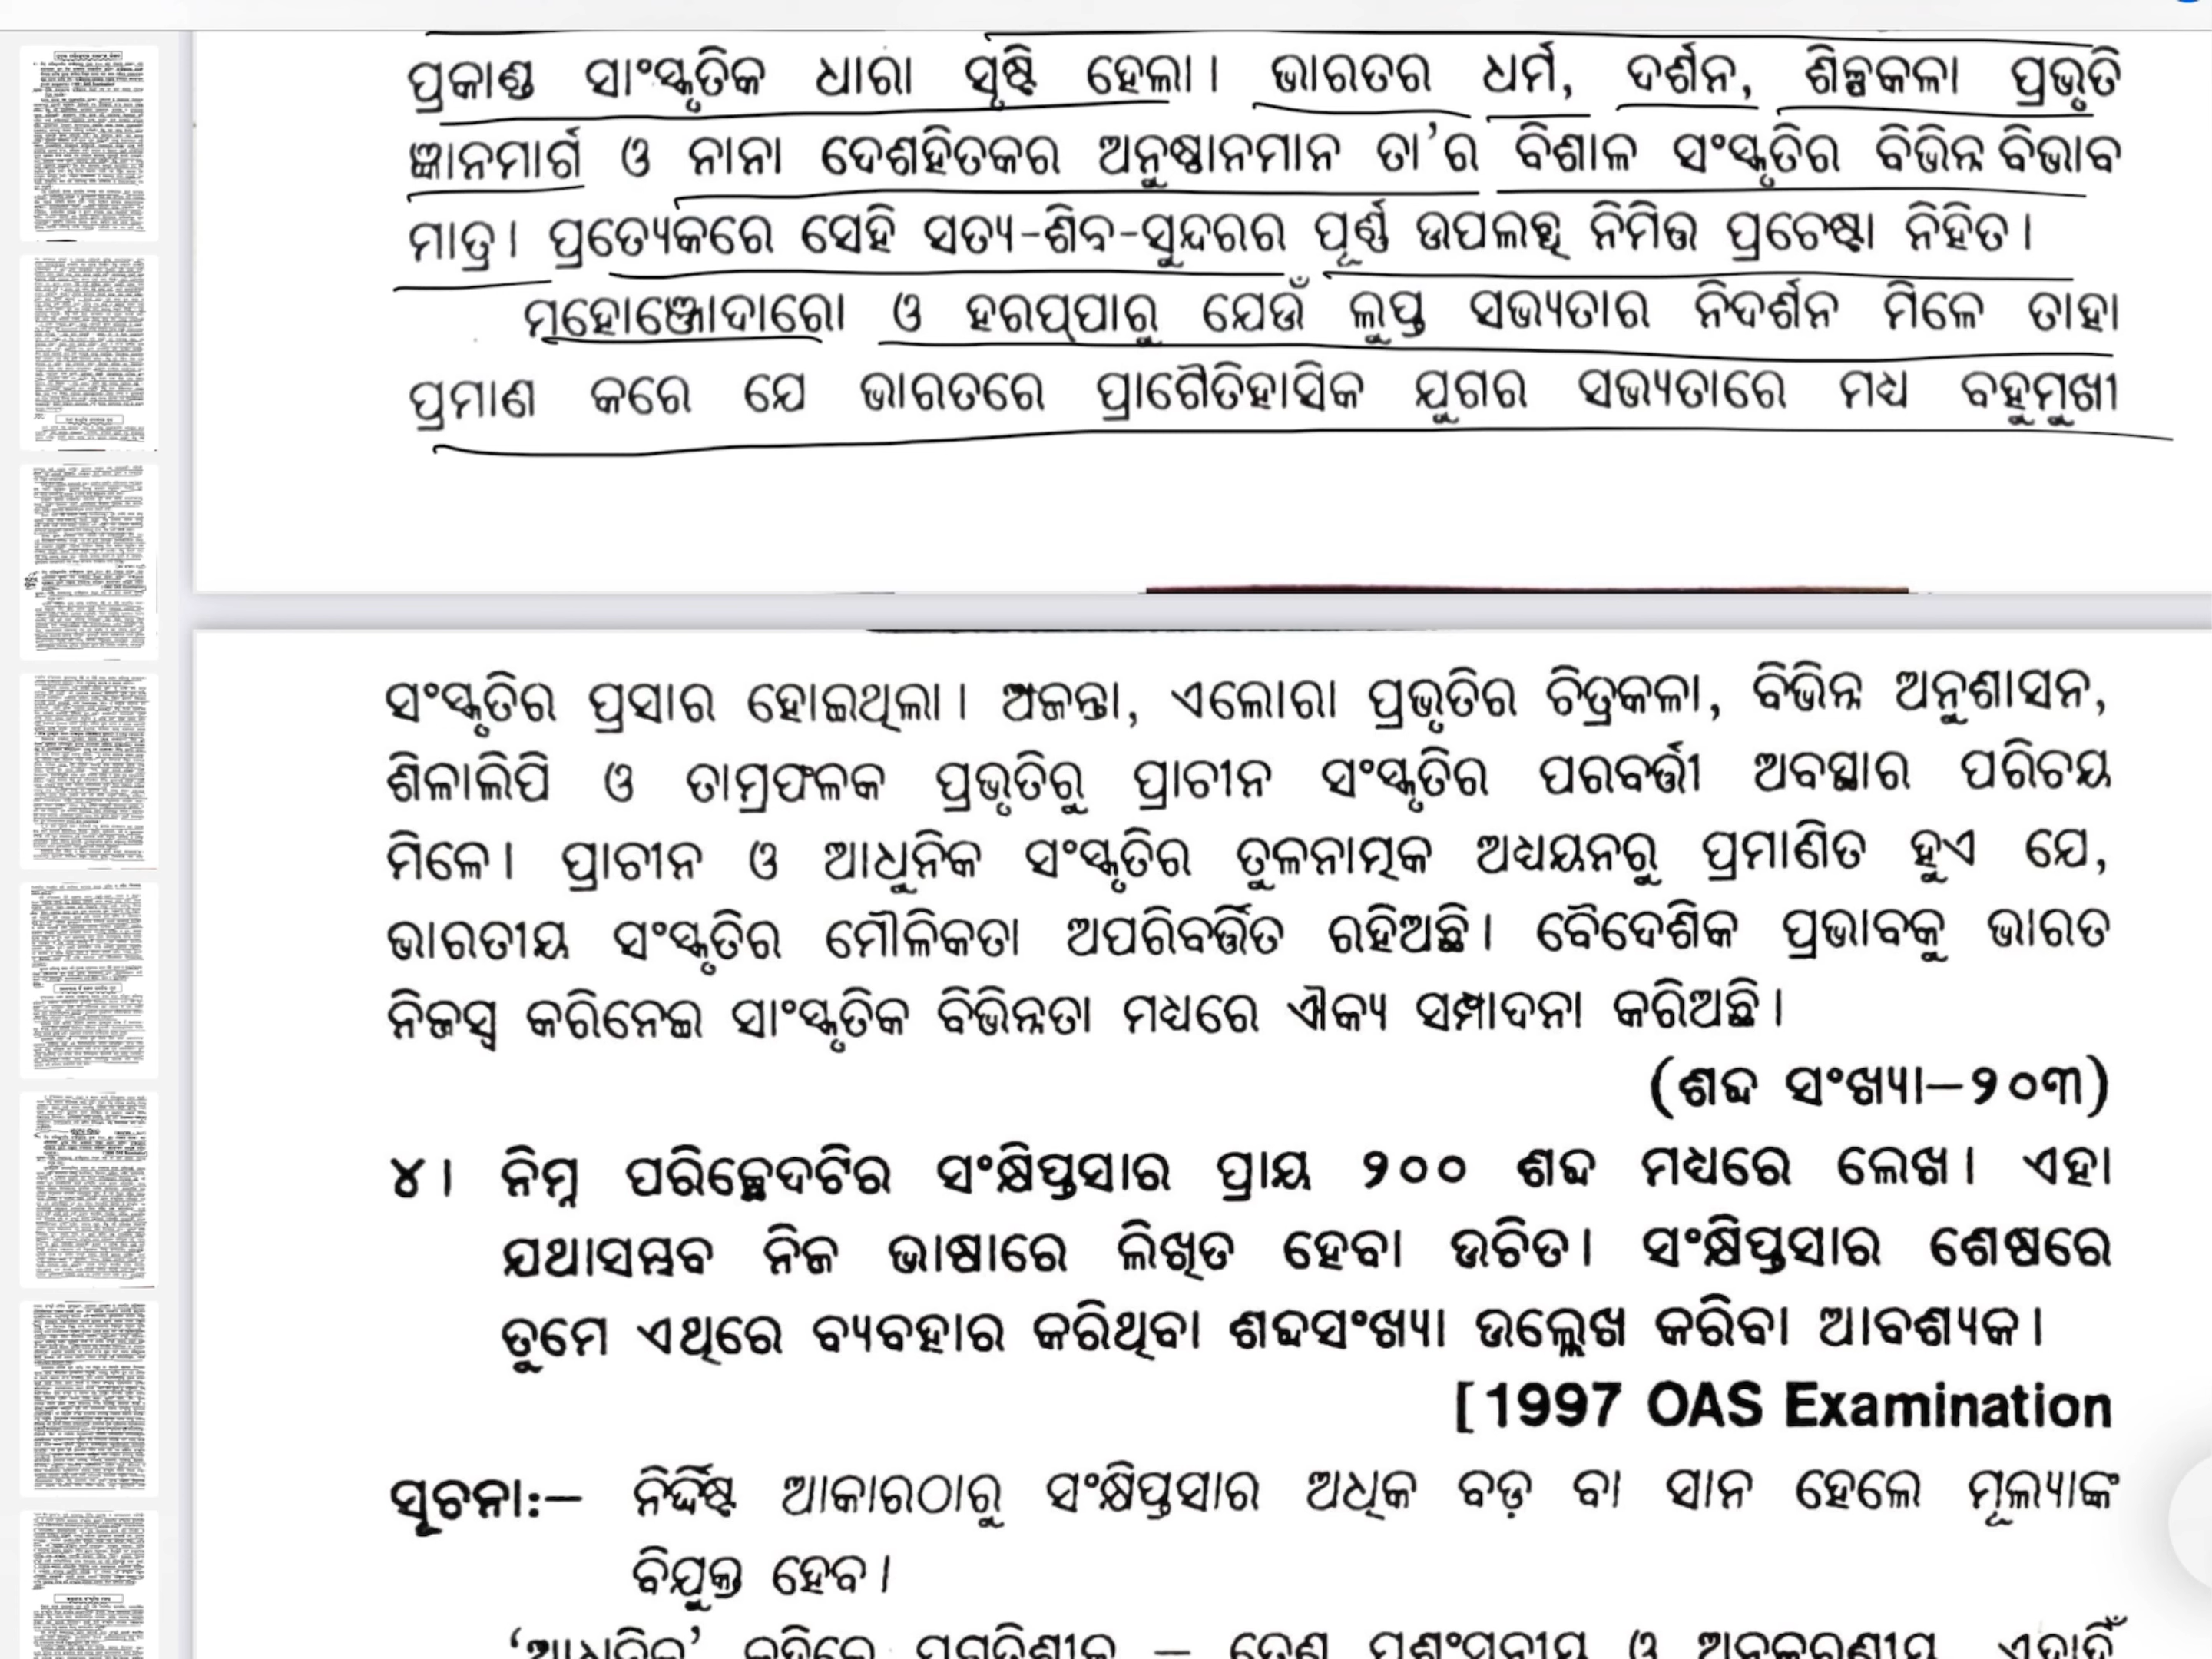 ପ୍ରକାଣ୍ଡ ସାଂସ୍କୃତିକ ଧାରା ସୃଷ୍ଟି ହେଲା। ଭାରତର ଧର୍ମ, ଦର୍ଶନ, ଶିଳ୍ପକଳା ପ୍ରଭୃତି
ଜ୍ଞାନମାର୍ଗ ଓ ନାନା ଦେଶହିତକର ଅନୁଷ୍ଠାନମାନ ତା’ର ବିଶାଳ ସଂସ୍କୃତିର ବିଭିନ୍ନ ବିଭାବ
ମାତ୍ର। ପ୍ରତ୍ୟେକରେ ସେହି ସତ୍ୟ-ଶିବ-ସୁନ୍ଦରର ପୂର୍ଣ୍ଣ ଉପଲବ୍ଧି ନିମିତ୍ତ ପ୍ରଚେଷ୍ଟା ନିହିତ।
ମହୋଞ୍ଜୋଦାରୋ ଓ ହରପ୍‌ପାରୁ ଯେଉଁ ଲୁପ୍ତ ସଭ୍ୟତାର ନିଦର୍ଶନ ମିଳେ ତାହା
ପ୍ରମାଣ କରେ ଯେ ଭାରତରେ ପ୍ରାଗୈତିହାସିକ ଯୁଗର ସଭ୍ୟତାରେ ମଧ୍ୟ ବହୁମୁଖୀ
ସଂସ୍କୃତିର ପ୍ରସାର ହୋଇଥିଲା। ଅଜନ୍ତା, ଏଲୋରା ପ୍ରଭୃତିର ଚିତ୍ରକଳା, ବିଭିନ୍ନ ଅନୁଶାସନ,
ଶିଳାଲିପି ଓ ତାମ୍ରଫଳକ ପ୍ରଭୃତିରୁ ପ୍ରାଚୀନ ସଂସ୍କୃତିର ପରବର୍ତ୍ତୀ ଅବସ୍ଥାର ପରିଚୟ
ମିଳେ। ପ୍ରାଚୀନ ଓ ଆଧୁନିକ ସଂସ୍କୃତିର ତୁଳନାତ୍ମକ ଅଧ୍ୟୟନରୁ ପ୍ରମାଣିତ ହୁଏ ଯେ,
ଭାରତୀୟ ସଂସ୍କୃତିର ମୌଳିକତା ଅପରିବର୍ତ୍ତିତ ରହିଅଛି। ବୈଦେଶିକ ପ୍ରଭାବକୁ ଭାରତ
ନିଜସ୍ୱ କରିନେଇ ସାଂସ୍କୃତିକ ବିଭିନ୍ନତା ମଧ୍ୟରେ ଐକ୍ୟ ସମ୍ପାଦନା କରିଅଛି।
(ଶବ୍ଦ ସଂଖ୍ୟା–୨୦୩)
୪। ନିମ୍ନ ପରିଚ୍ଛେଦଟିର ସଂକ୍ଷିପ୍ତସାର ପ୍ରାୟ ୨୦୦ ଶବ୍ଦ ମଧ୍ୟରେ ଲେଖ। ଏହା
ଯଥାସମ୍ଭବ ନିଜ ଭାଷାରେ ଲିଖିତ ହେବା ଉଚିତ। ସଂକ୍ଷିପ୍ତସାର ଶେଷରେ
ତୁମେ ଏଥିରେ ବ୍ୟବହାର କରିଥିବା ଶବ୍ଦସଂଖ୍ୟା ଉଲ୍ଲେଖ କରିବା ଆବଶ୍ୟକ।
[1997 OAS Examination
ସୂଚନା:– ନିର୍ଦ୍ଦିଷ୍ଟ ଆକାରଠାରୁ ସଂକ୍ଷିପ୍ତସାର ଅଧିକ ବଡ଼ ବା ସାନ ହେଲେ ମୂଲ୍ୟାଙ୍କ
ବିଯୁକ୍ତ ହେବ।